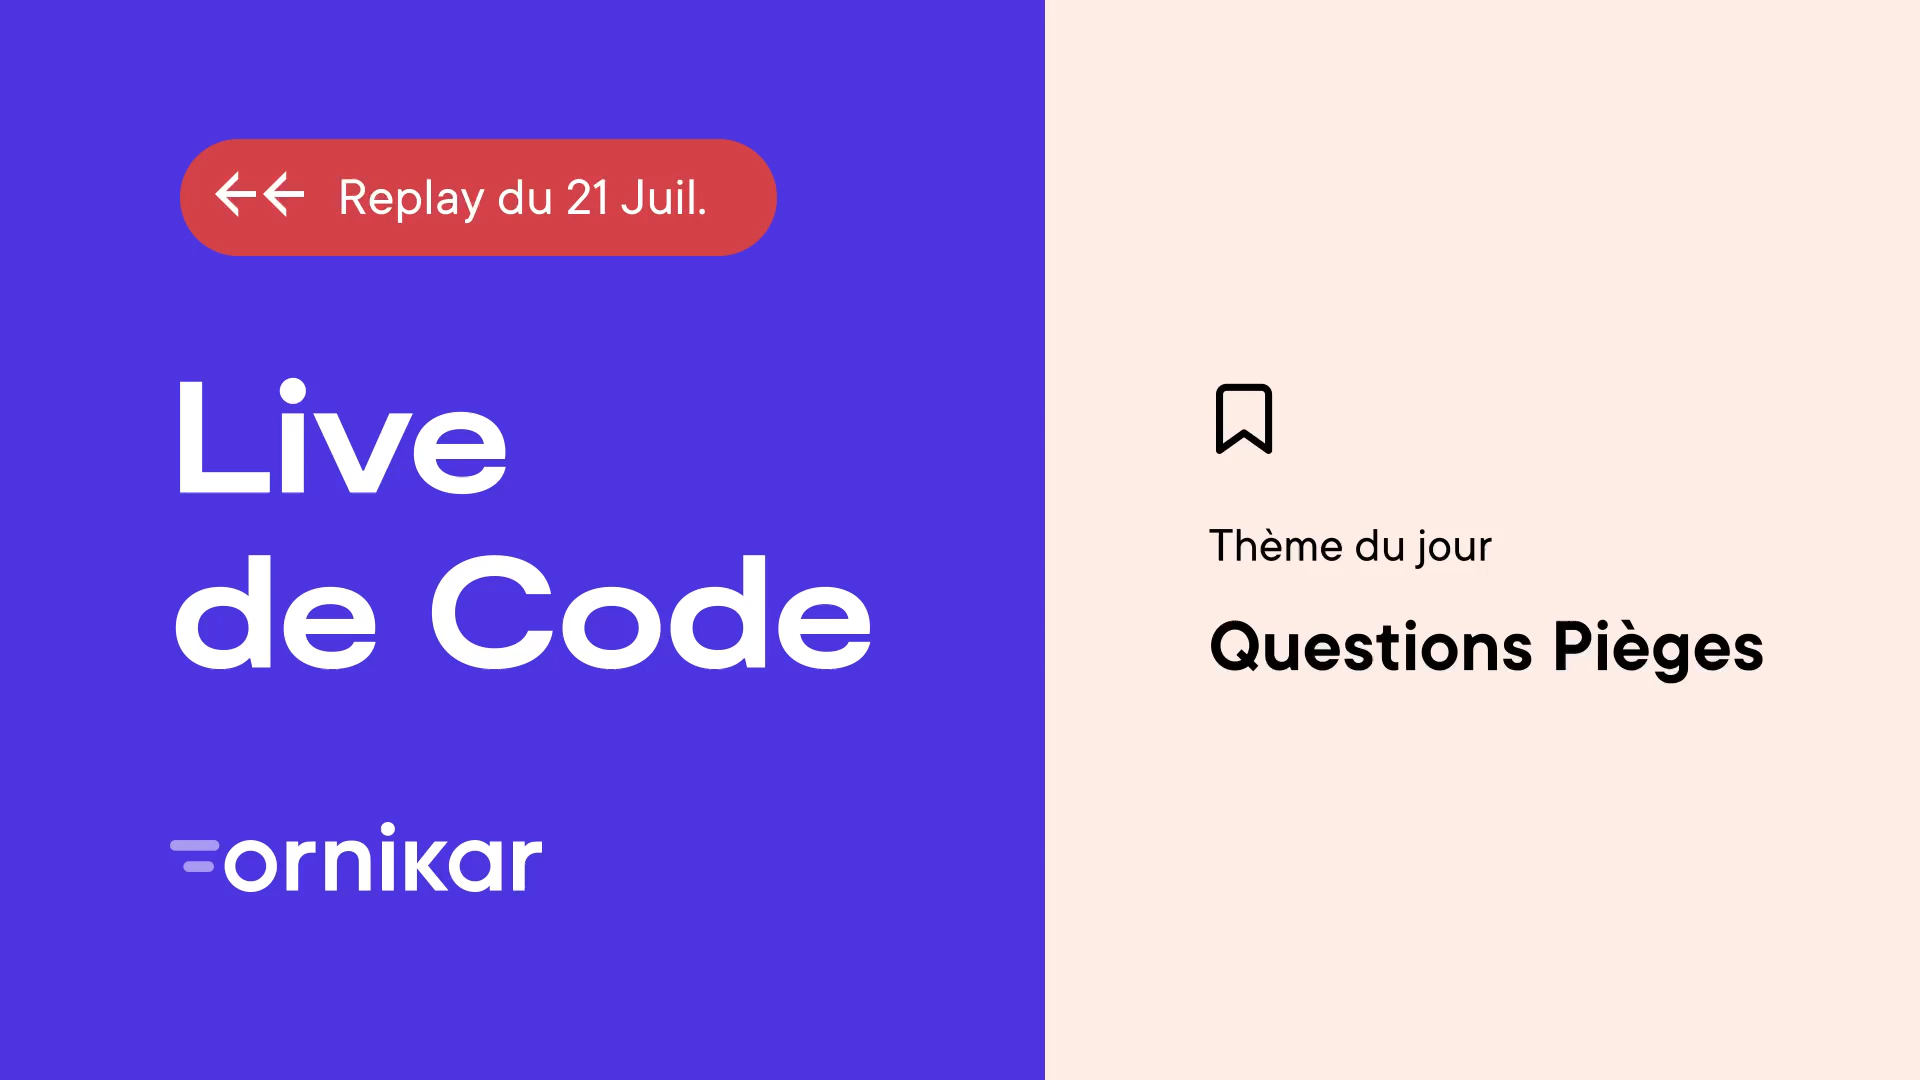 Replay du 21 Juil.
Live
de Code
ornikar
Thème du jour
Questions Pièges